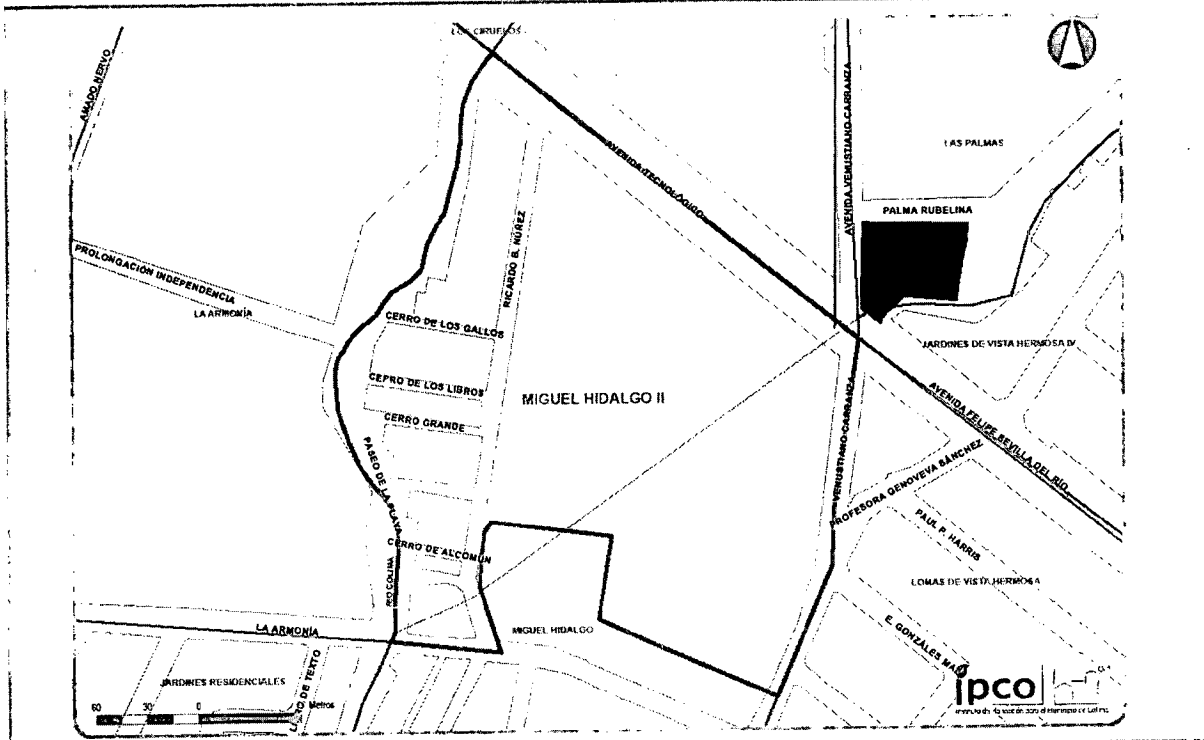 LOS CIRUELOS
AMADO NERVO
AVENIDA TECNOLÓGICO
AVENIDA VENUSTIANO CARRANZA
LAS PALMAS
PALMA RUBELINA
RICARDO B. NÚÑEZ
PROLONGACIÓN INDEPENDENCIA
LA ARMONÍA
CERRO DE LOS GALLOS
JARDINES DE VISTA HERMOSA IV
CERRO DE LOS LIBROS
MIGUEL HIDALGO II
CERRO GRANDE
VENUSTIANO CARRANZA
AVENIDA FELIPE SEVILLA DEL RÍO
PASEO DE LA PLAYA
PROFESORA GENOVEVA SÁNCHEZ
PAUL P. HARRIS
CERRO DE ALCOMÚN
RIO COLIMA
LOMAS DE VISTA HERMOSA
LA ARMONÍA
MIGUEL HIDALGO
E. GONZÁLES
JARDINES RESIDENCIALES
DE TEXTO
60 30 0 Metros
ipco